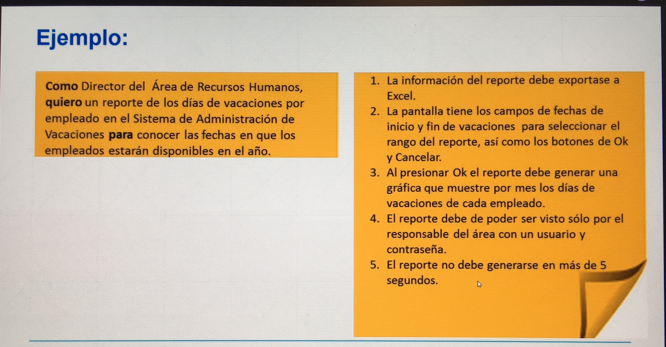 Ejemplo:
Como Director del Área de Recursos Humanos,
quiero un reporte de los días de vacaciones por
empleado en el Sistema de Administración de
Vacaciones para conocer las fechas en que los
empleados estarán disponibles en el año.
1. La información del reporte debe exportase a
Excel.
2. La pantalla tiene los campos de fechas de
inicio y fin de vacaciones para seleccionar el
rango del reporte, así como los botones de Ok
y Cancelar.
3. Al presionar Ok el reporte debe generar una
gráfica que muestre por mes los días de
vacaciones de cada empleado.
4. El reporte debe de poder ser visto sólo por el
responsable del área con un usuario y
contraseña.
5. El reporte no debe generarse en más de 5
segundos.